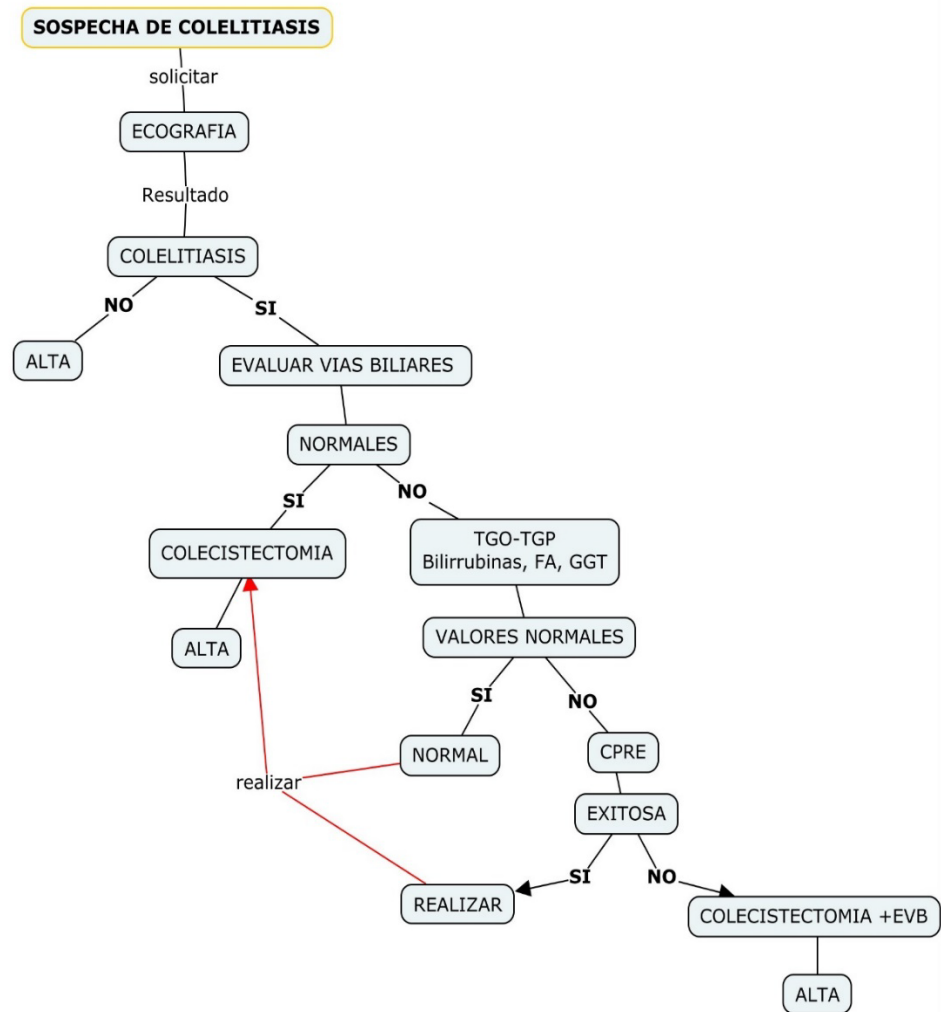 SOSPECHA DE COLELITIASIS
solicitar
ECOGRAFIA
Resultado
COLELITIASIS
NO
SI
ALTA
EVALUAR VIAS BILIARES
NORMALES
SI
NO
COLECISTECTOMIA
TGO-TGP
Bilirrubinas, FA, GGT
ALTA
VALORES NORMALES
SI
NO
NORMAL
CPRE
realizar
EXITOSA
SI
NO
REALIZAR
COLECISTECTOMIA +EVB
ALTA